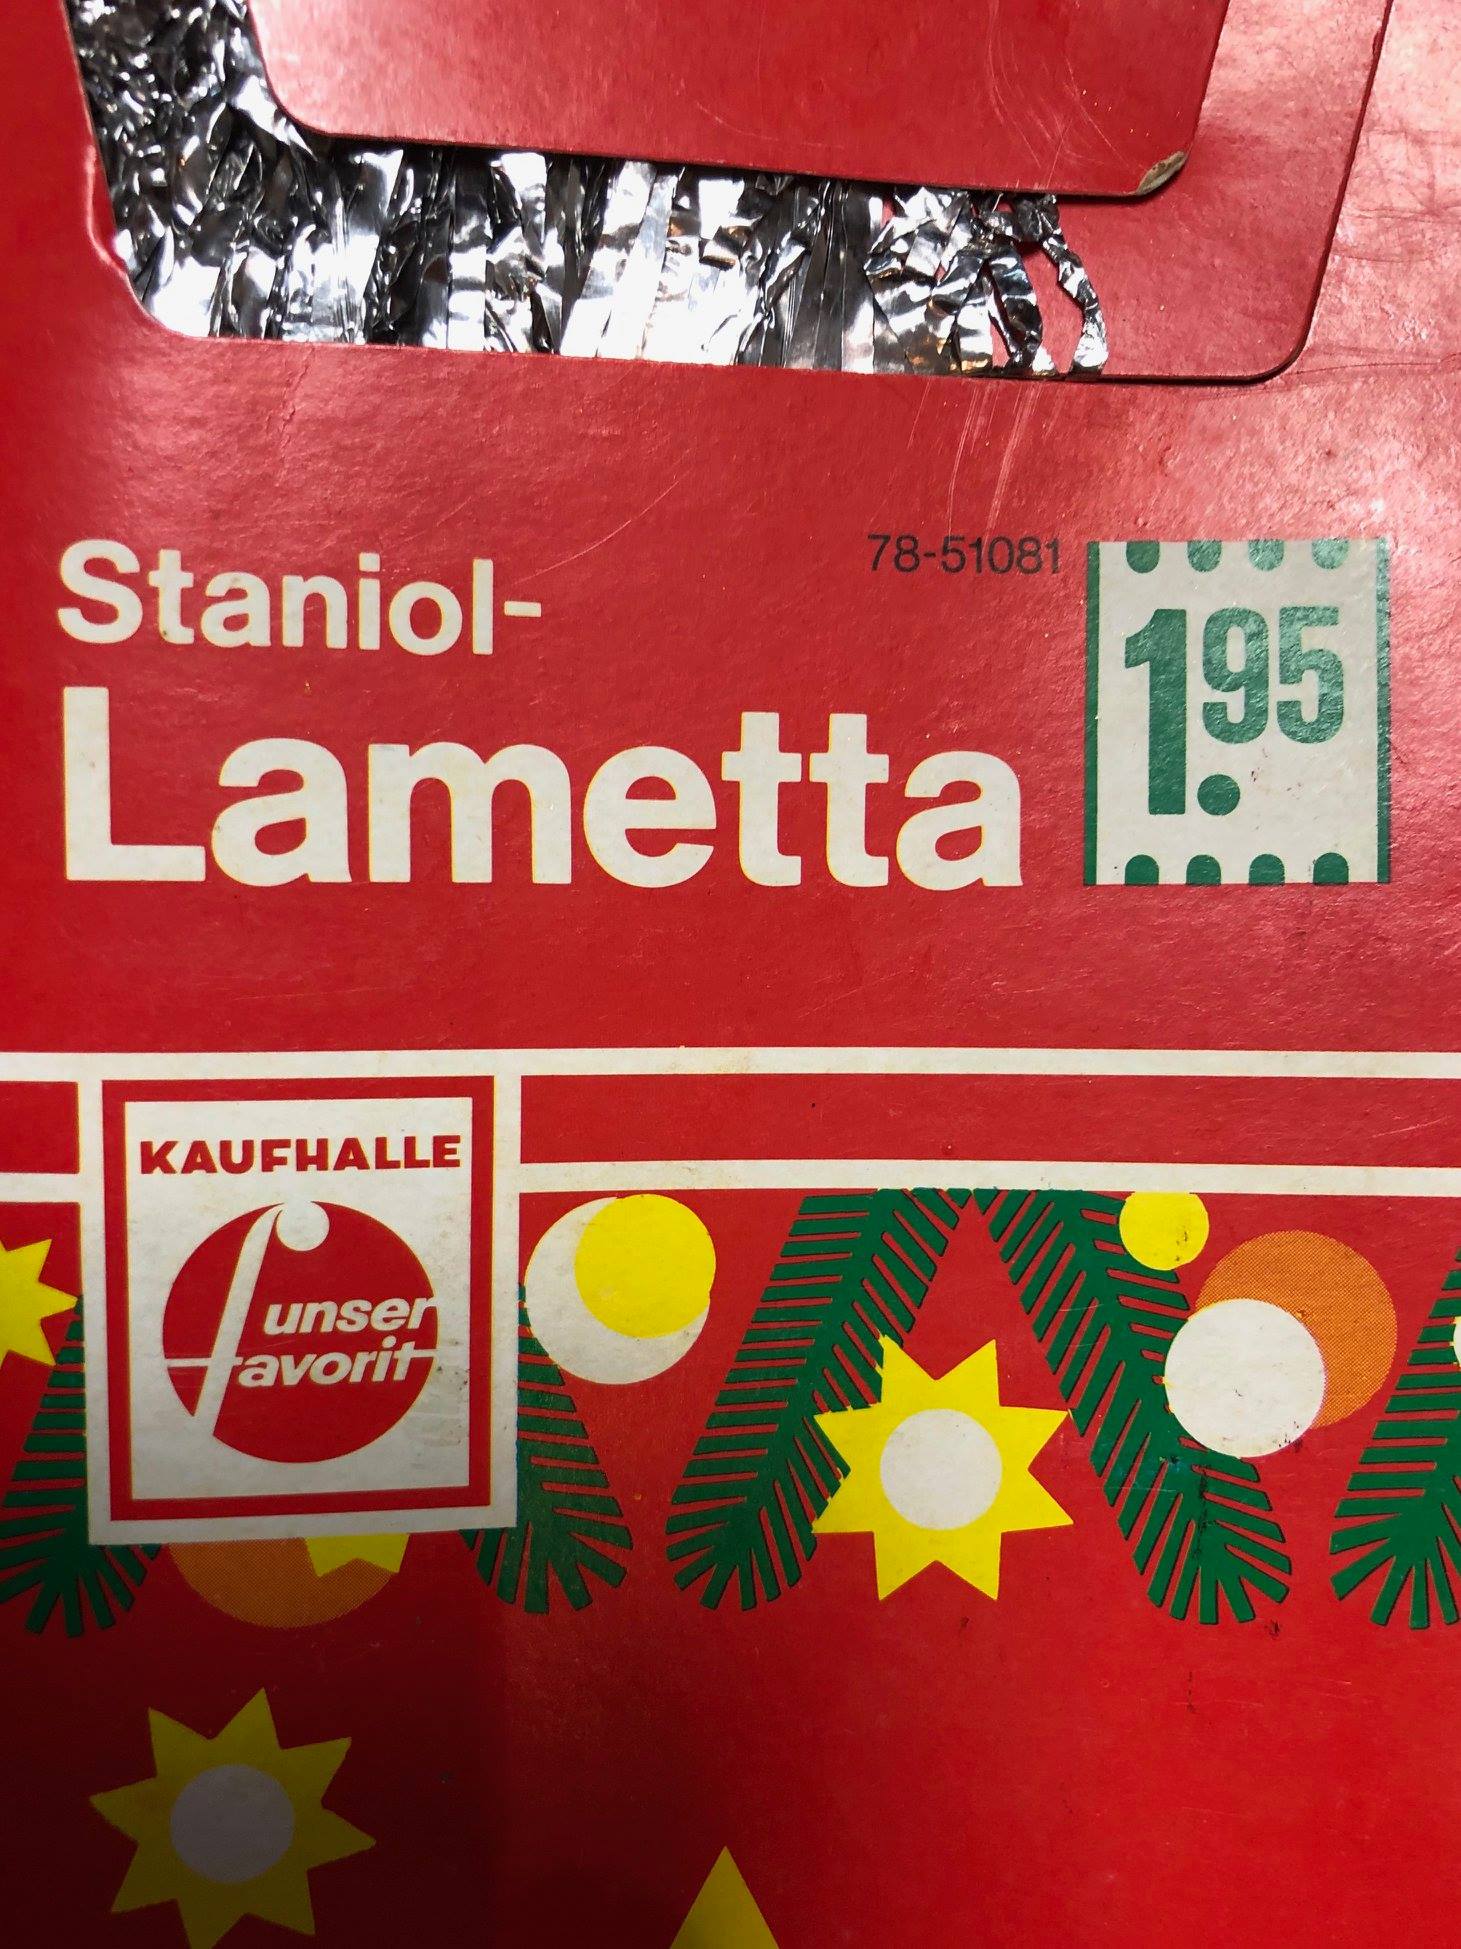 Staniol-
Lametta
78-51081
1.95
KAUFHALLE
unser
favorit